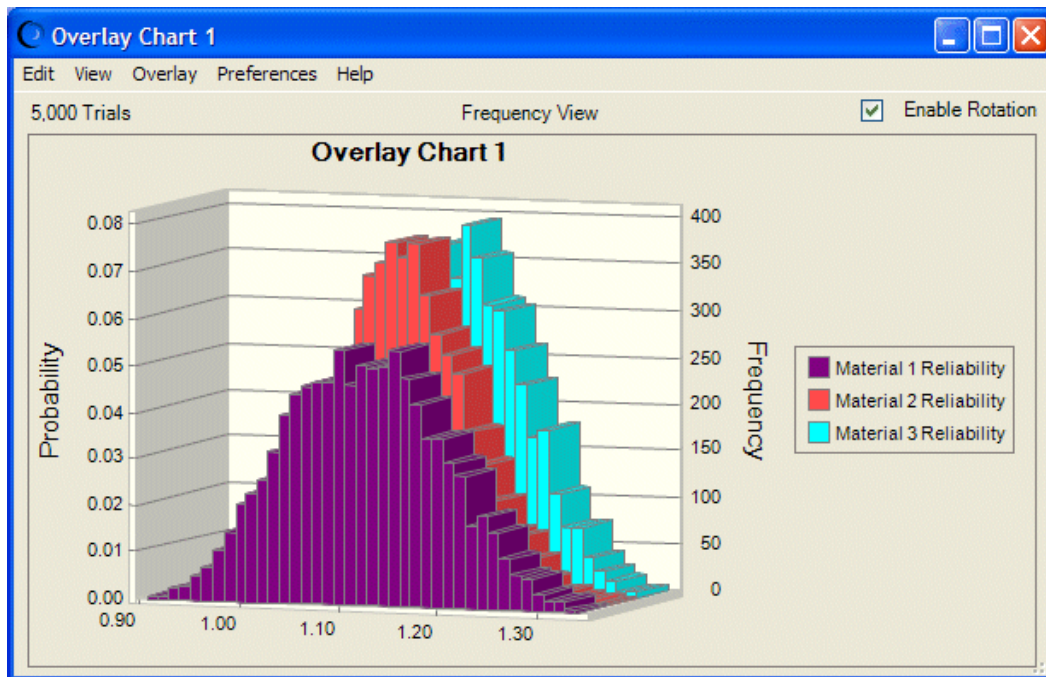 Overlay Chart 1
Edit View Overlay Preferences Help
5,000 Trials Frequency View Enable Rotation
Overlay Chart 1
0.08
0.07
0.06
0.05
0.04
0.03
0.02
0.01
0.00
Probability
0.90 1.00 1.10 1.20 1.30
400
350
300
250
200
150
100
50
0
Frequency
Material 1 Reliability
Material 2 Reliability
Material 3 Reliability